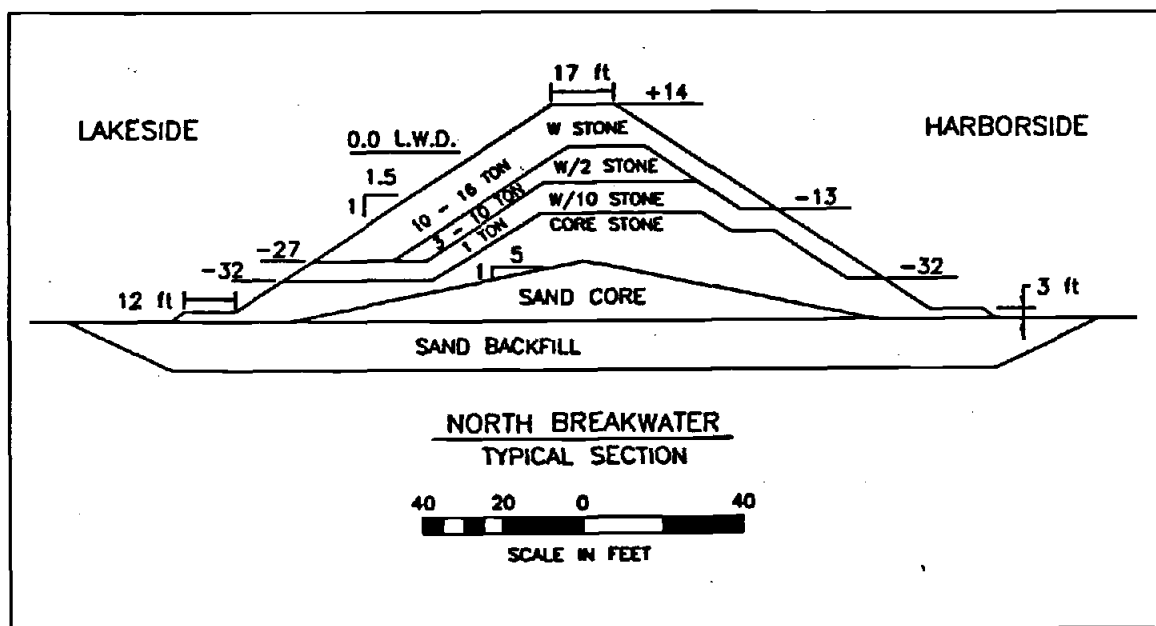 17 ft
+14
LAKESIDE
HARBORSIDE
0.0 L.W.D.
W STONE
1.5
1
W/2 STONE
10 - 16 TON
3 - 10 TON
W/10 STONE
-13
1 TON
CORE STONE
-27
-32
5
1
-32
12 ft
SAND CORE
3 ft
SAND BACKFILL
NORTH BREAKWATER
TYPICAL SECTION
40 20 0 40
SCALE IN FEET